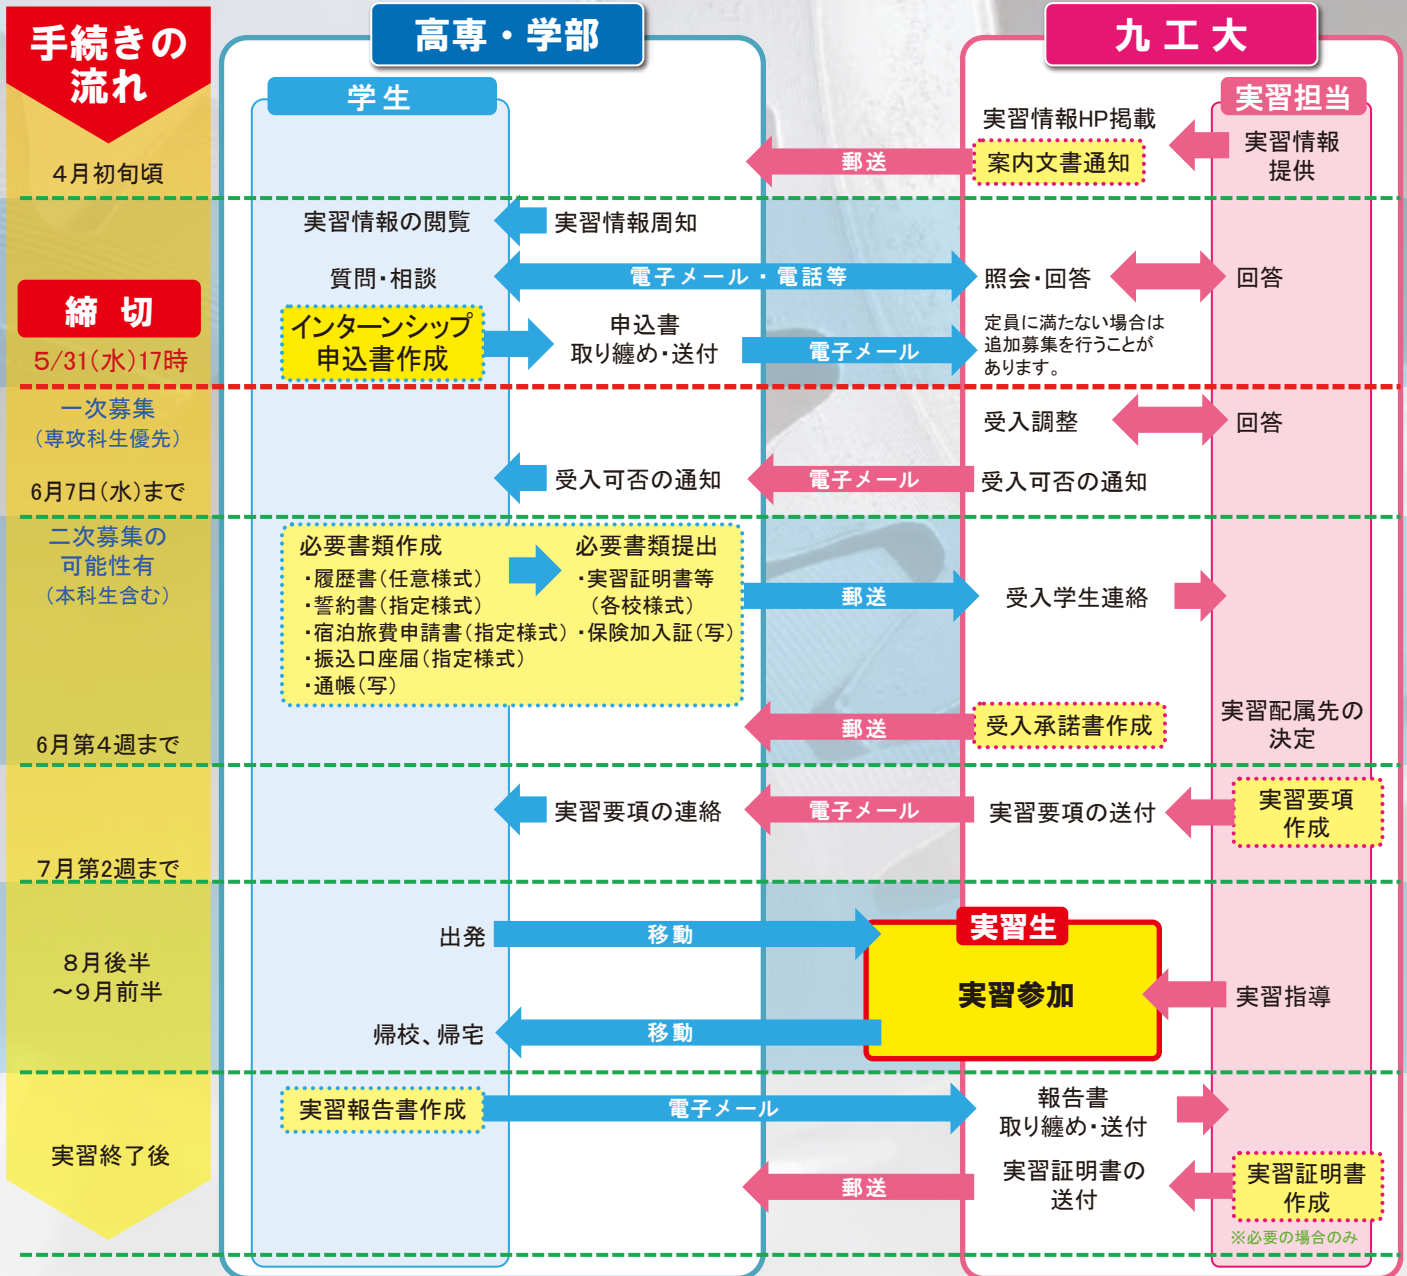 手続きの
流れ
高専・学部
九工大
学生
実習担当
4月初旬頃
実習情報HP掲載
案内文書通知
郵送
実習情報
提供
実習情報の閲覧
実習情報周知
質問・相談
電子メール・電話等
照会・回答
回答
締切
5/31(水)17時
インターンシップ
申込書作成
申込書
取り纏め・送付
電子メール
定員に満たない場合は
追加募集を行うことが
あります。
一次募集
(専攻科生優先)
受入調整
回答
6月7日(水)まで
受入可否の通知
電子メール
受入可否の通知
二次募集の
可能性有
(本科生含む)
必要書類作成
・履歴書(任意様式)
・誓約書(指定様式)
・宿泊旅費申請書(指定様式)
・振込口座届(指定様式)
・通帳(写)
必要書類提出
・実習証明書等
(各校様式)
・保険加入証(写)
郵送
受入学生連絡
6月第4週まで
郵送
受入承諾書作成
実習配属先の
決定
7月第2週まで
実習要項の連絡
電子メール
実習要項の送付
実習要項
作成
8月後半
～9月前半
出発
移動
実習生
実習参加
実習指導
帰校、帰宅
移動
実習終了後
実習報告書作成
電子メール
報告書
取り纏め・送付
郵送
実習証明書の
送付
実習証明書
作成
※必要の場合のみ